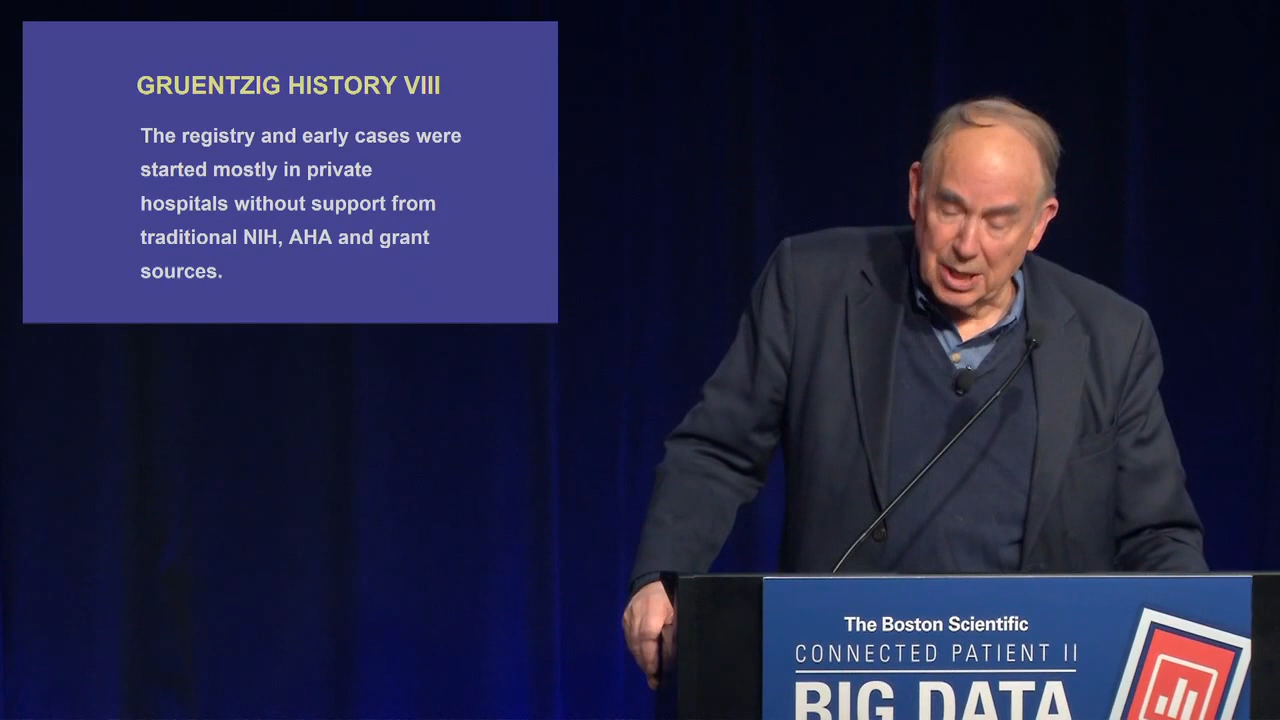 GRUENTZIG HISTORY VIII
The registry and early cases were
started mostly in private
hospitals without support from
traditional NIH, AHA and grant
sources.
The Boston Scientific
CONNECTED PATIENT II
BIG DATA